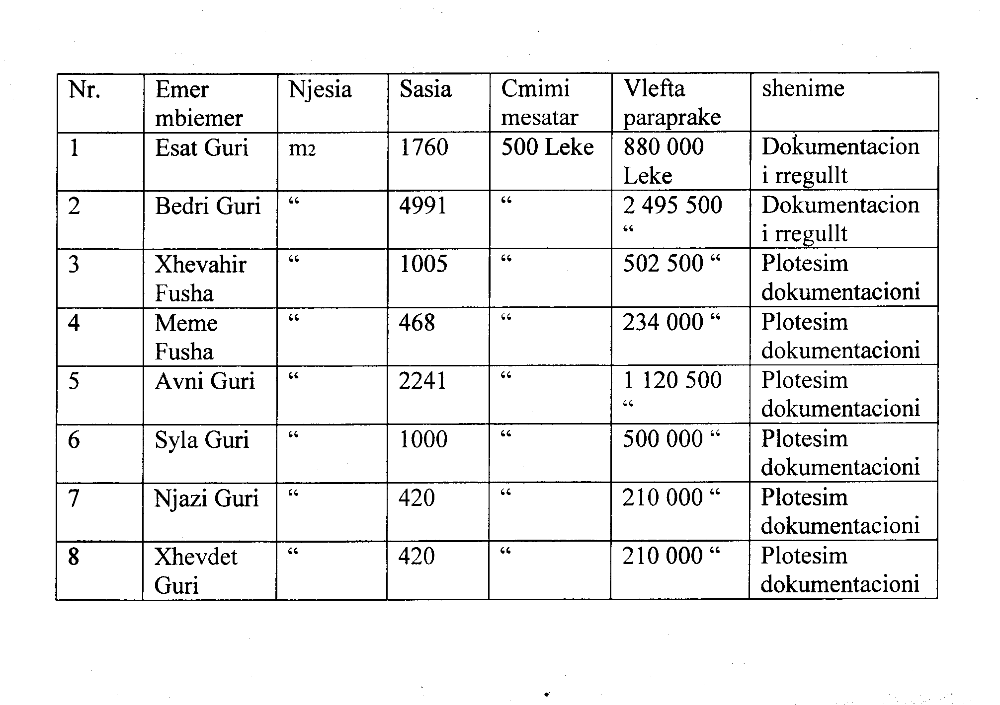 Nr. Emer Njesia Sasia Cmimi Vlefta shenime
mbiemer mesatar paraprake
1 Esat Guri m2 1760 500 Leke 880 000 Dokumentacion
Leke i rregullt
2 Bedri Guri “ 4991 “ 2 495 500 Dokumentacion
“ i rregullt
3 Xhevahir “ 1005 “ 502 500 “ Plotesim
Fusha dokumentacioni
4 Meme “ 468 “ 234 000 “ Plotesim
Fusha dokumentacioni
5 Avni Guri “ 2241 “ 1 120 500 Plotesim
“ dokumentacioni
6 Syla Guri “ 1000 “ 500 000 “ Plotesim
dokumentacioni
7 Njazi Guri “ 420 “ 210 000 “ Plotesim
dokumentacioni
8 Xhevdet “ 420 “ 210 000 “ Plotesim
Guri dokumentacioni